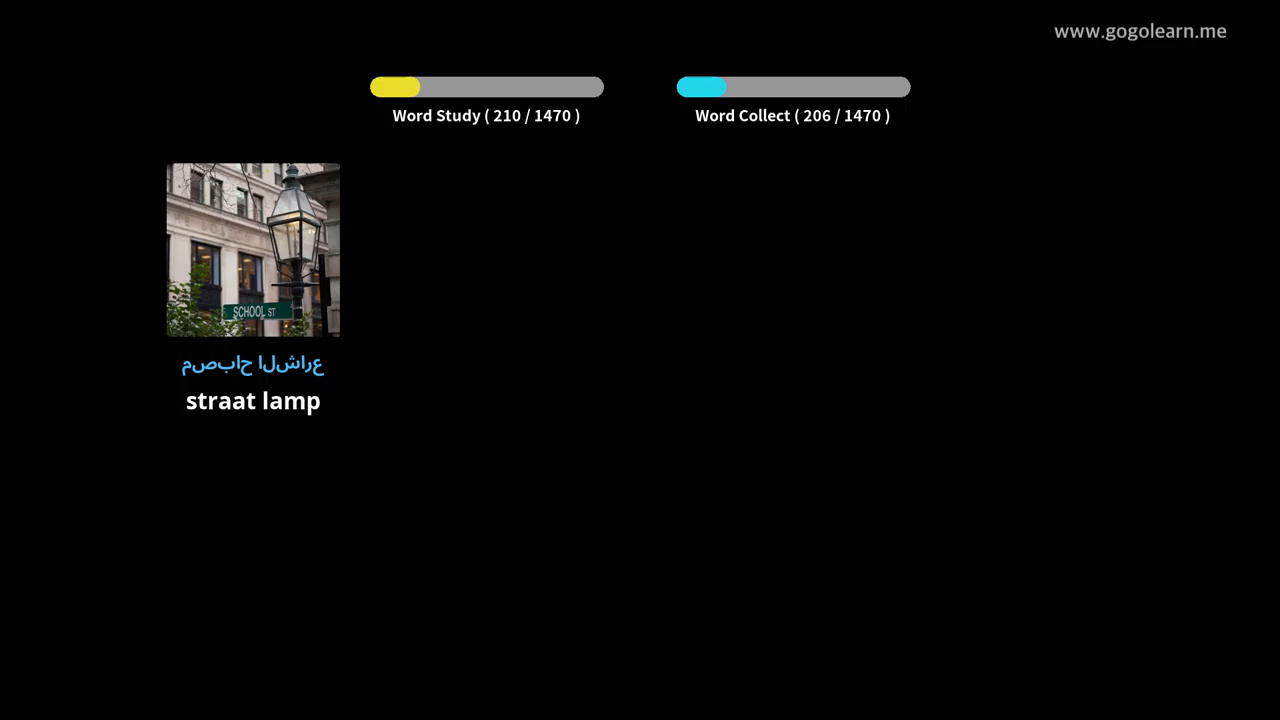 www.gogolearn.me
Word Study ( 210 / 1470 )
Word Collect ( 206 / 1470 )
SCHOOL ST
مصباح الشارع
straat lamp